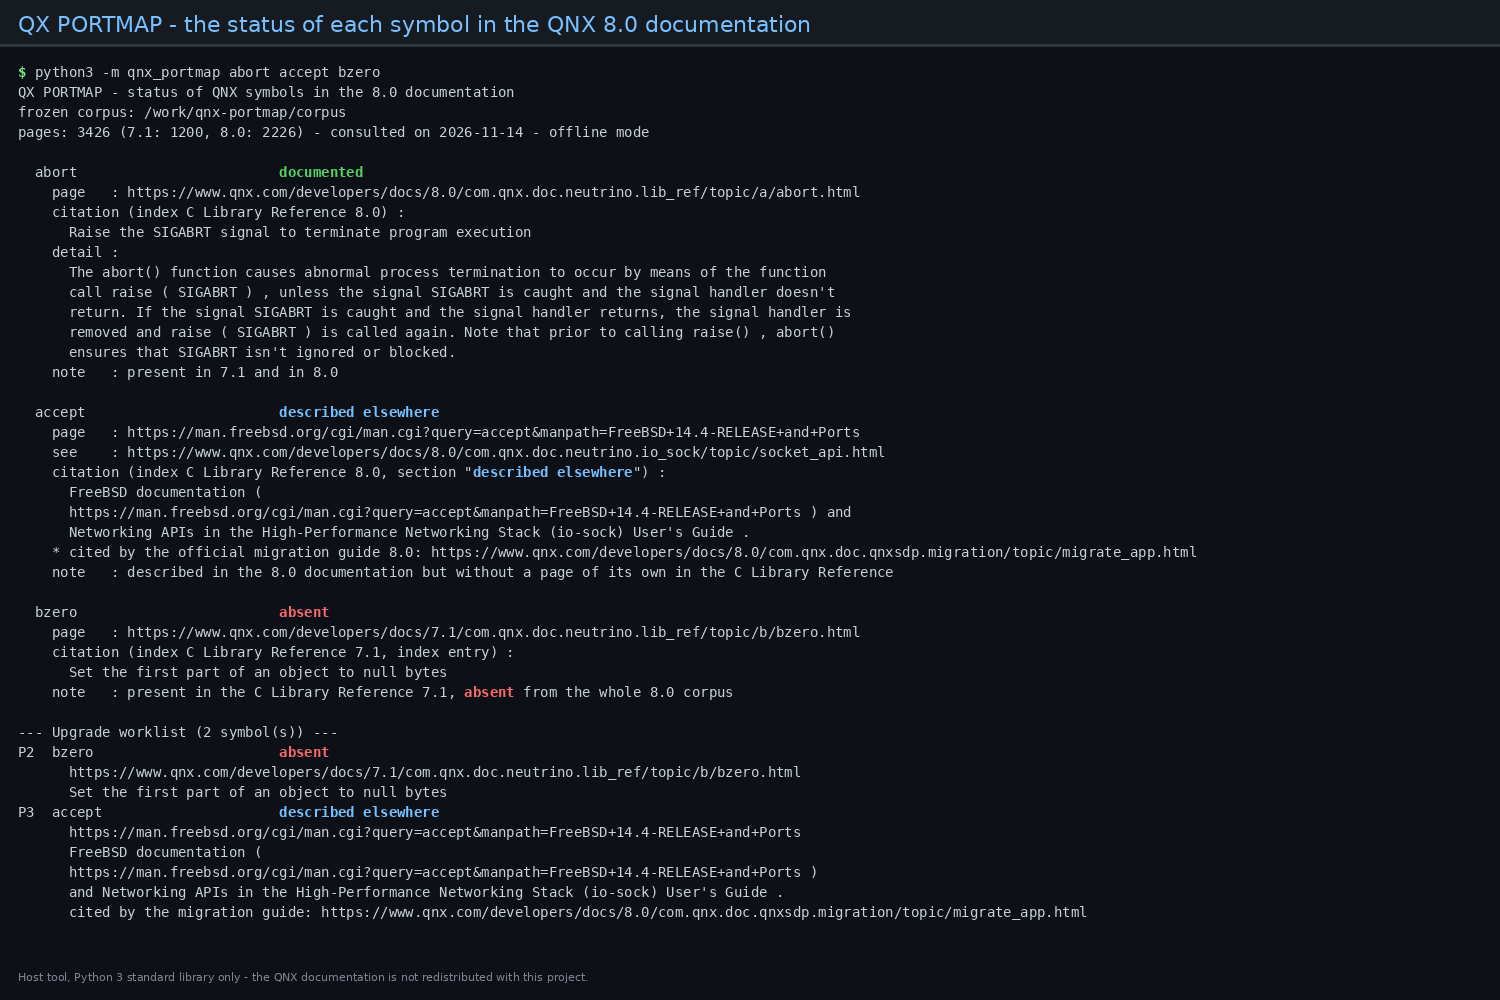 QX PORTMAP - the status of each symbol in the QNX 8.0 documentation
$ python3 -m qnx_portmap abort accept bzero
QX PORTMAP - status of QNX symbols in the 8.0 documentation
frozen corpus: /work/qnx-portmap/corpus
pages: 3426 (7.1: 1200, 8.0: 2226) - consulted on 2026-11-14 - offline mode
abort documented
page : https://www.qnx.com/developers/docs/8.0/com.qnx.doc.neutrino.lib_ref/topic/a/abort.html
citation (index C Library Reference 8.0) :
Raise the SIGABRT signal to terminate program execution
detail :
The abort() function causes abnormal process termination to occur by means of the function
call raise ( SIGABRT ) , unless the signal SIGABRT is caught and the signal handler doesn't
return. If the signal SIGABRT is caught and the signal handler returns, the signal handler is
removed and raise ( SIGABRT ) is called again. Note that prior to calling raise() , abort()
ensures that SIGABRT isn't ignored or blocked.
note : present in 7.1 and in 8.0
accept described elsewhere
page : https://man.freebsd.org/cgi/man.cgi?query=accept&manpath=FreeBSD+14.4-RELEASE+and+Ports
see : https://www.qnx.com/developers/docs/8.0/com.qnx.doc.neutrino.io_sock/topic/socket_api.html
citation (index C Library Reference 8.0, section "described elsewhere") :
FreeBSD documentation (
https://man.freebsd.org/cgi/man.cgi?query=accept&manpath=FreeBSD+14.4-RELEASE+and+Ports ) and
Networking APIs in the High-Performance Networking Stack (io-sock) User's Guide .
* cited by the official migration guide 8.0: https://www.qnx.com/developers/docs/8.0/com.qnx.doc.qnxsdp.migration/topic/migrate_app.html
note : described in the 8.0 documentation but without a page of its own in the C Library Reference
bzero absent
page : https://www.qnx.com/developers/docs/7.1/com.qnx.doc.neutrino.lib_ref/topic/b/bzero.html
citation (index C Library Reference 7.1, index entry) :
Set the first part of an object to null bytes
note : present in the C Library Reference 7.1, absent from the whole 8.0 corpus
--- Upgrade worklist (2 symbol(s)) ---
P2 bzero absent
https://www.qnx.com/developers/docs/7.1/com.qnx.doc.neutrino.lib_ref/topic/b/bzero.html
Set the first part of an object to null bytes
P3 accept described elsewhere
https://man.freebsd.org/cgi/man.cgi?query=accept&manpath=FreeBSD+14.4-RELEASE+and+Ports
FreeBSD documentation (
https://man.freebsd.org/cgi/man.cgi?query=accept&manpath=FreeBSD+14.4-RELEASE+and+Ports )
and Networking APIs in the High-Performance Networking Stack (io-sock) User's Guide .
cited by the migration guide: https://www.qnx.com/developers/docs/8.0/com.qnx.doc.qnxsdp.migration/topic/migrate_app.html
Host tool, Python 3 standard library only - the QNX documentation is not redistributed with this project.